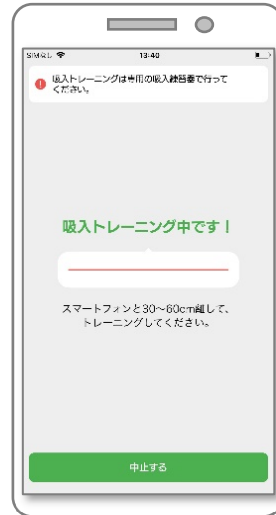 SIMなし 13:40
吸入トレーニングは専用の吸入練習器で行って
ください。
吸入トレーニング中です！
スマートフォンと30〜60cm離して、
トレーニングしてください。
中止する